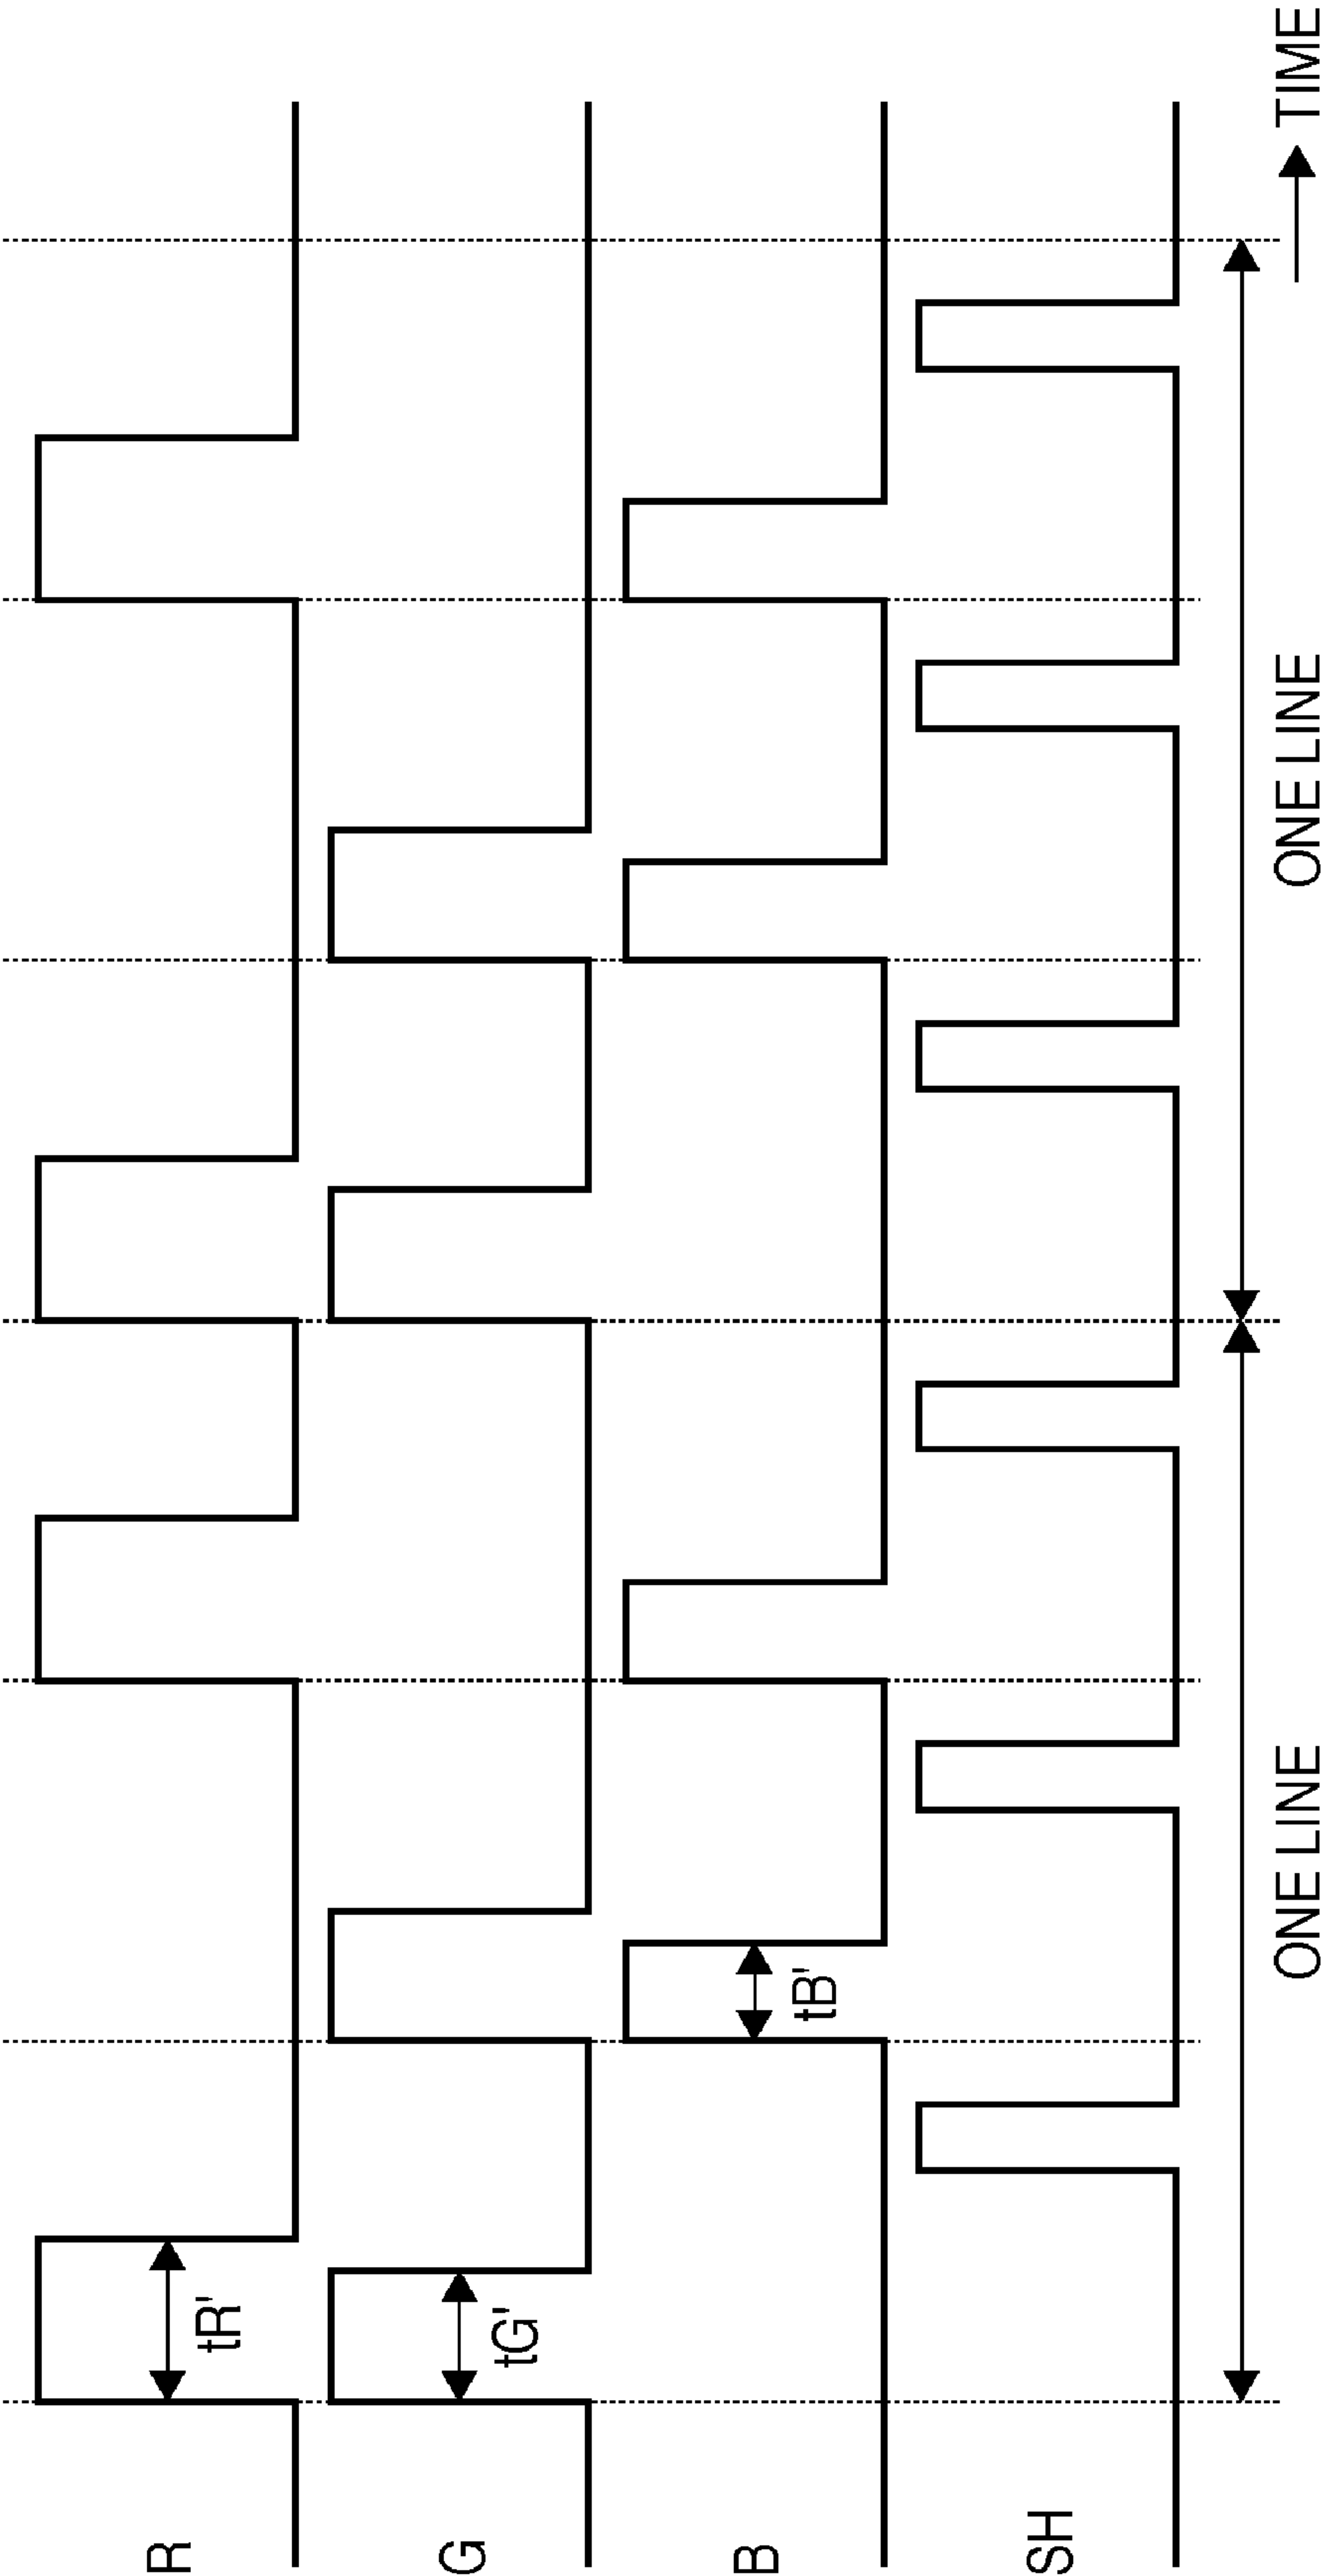 R
tR'
G
tG'
B
tB'
SH
ONE LINE
ONE LINE
TIME